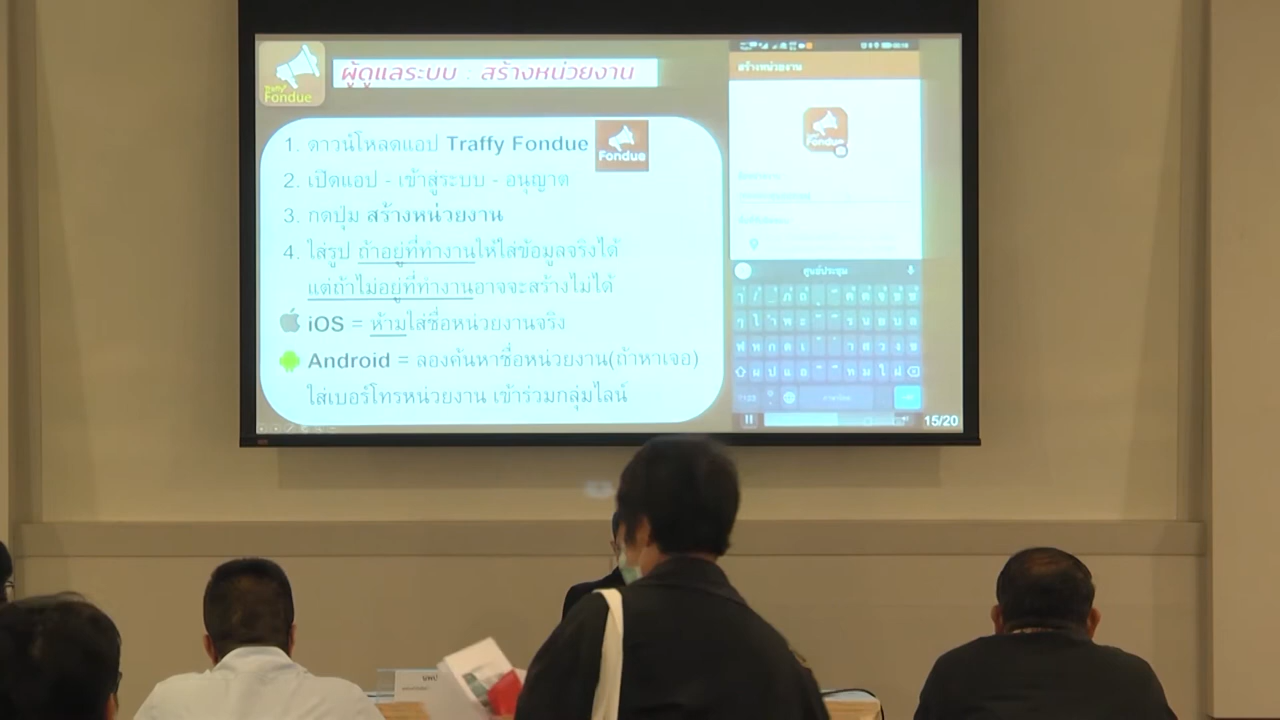 Traffy
Fondue
ผู้ดูแลระบบ : สร้างหน่วยงาน
1. ดาวน์โหลดแอป Traffy Fondue
Fondue
2. เปิดแอป - เข้าสู่ระบบ - อนุญาต
3. กดปุ่ม สร้างหน่วยงาน
4. ใส่รูป ถ้าอยู่ที่ทำงานให้ใส่ข้อมูลจริงได้
แต่ถ้าไม่อยู่ที่ทำงานอาจจะสร้างไม่ได้
iOS = ห้ามใส่ชื่อหน่วยงานจริง
Android = ลองค้นหาชื่อหน่วยงาน(ถ้าหาเจอ)
ใส่เบอร์โทรหน่วยงาน เข้าร่วมกลุ่มไลน์
สร้างหน่วยงาน
Fondue
ศูนย์ประชุม
15/20